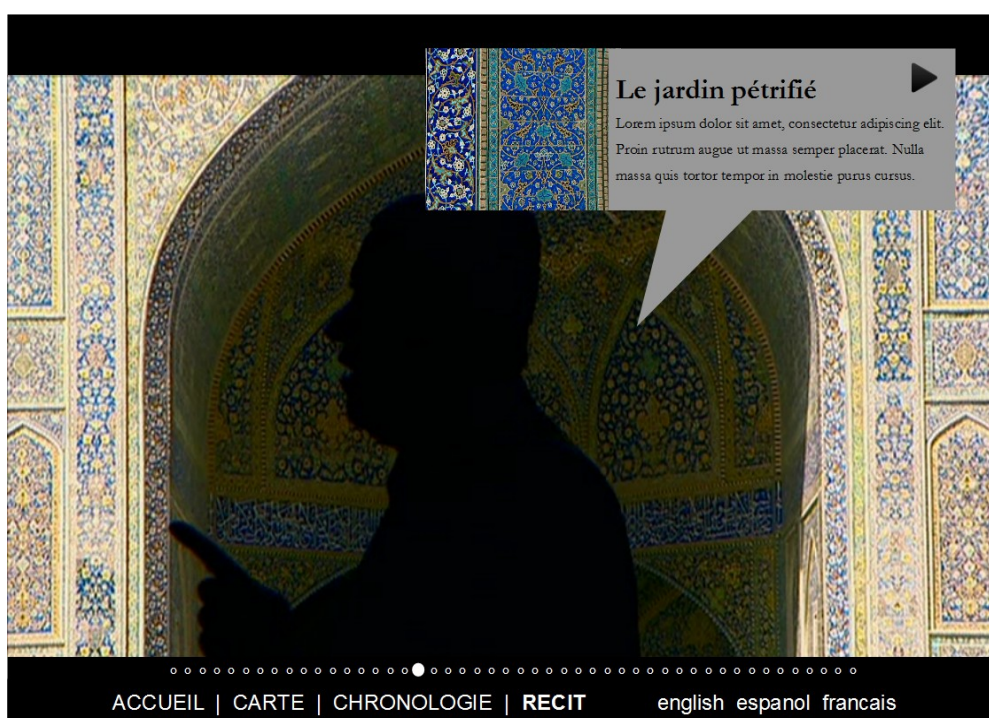 Le jardin pétrifié
Lorem ipsum dolor sit amet, consectetur adipiscing elit.
Proin rutrum augue ut massa semper placerat. Nulla
massa quis tortor tempor in molestie purus cursus.
ACCUEIL | CARTE | CHRONOLOGIE | RECIT english espanol francais